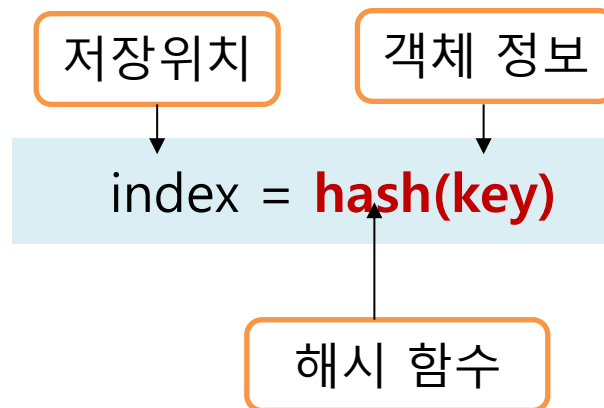 저장위치
객체 정보
index = hash(key)
해시 함수